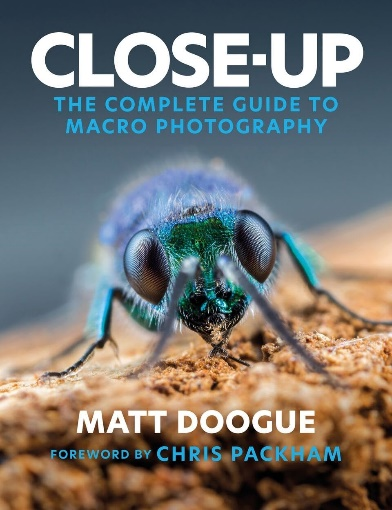 CLOSE-UP
THE COMPLETE GUIDE TO
MACRO PHOTOGRAPHY
MATT DOOGUE
FOREWORD BY CHRIS PACKHAM